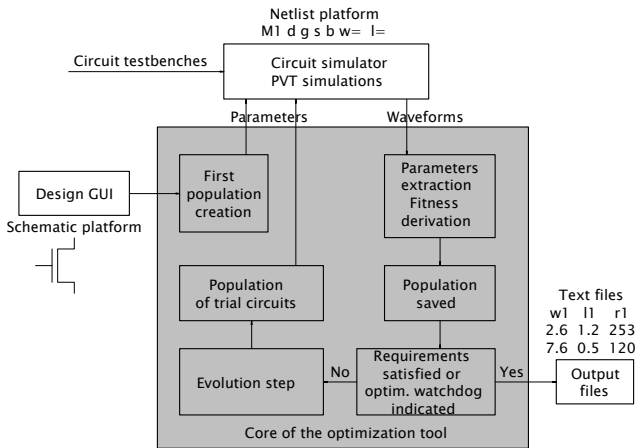 Netlist platform
M1 d g s b w= l=
Circuit testbenches
Circuit simulator
PVT simulations
Parameters
Waveforms
First
population
creation
Parameters
extraction
Fitness
derivation
Design GUI
Schematic platform
Population
of trial circuits
Population
saved
Text files
w1 l1 r1
2.6 1.2 253
7.6 0.5 120
Evolution step
No
Requirements
satisfied or
optim. watchdog
indicated
Yes
Output
files
Core of the optimization tool